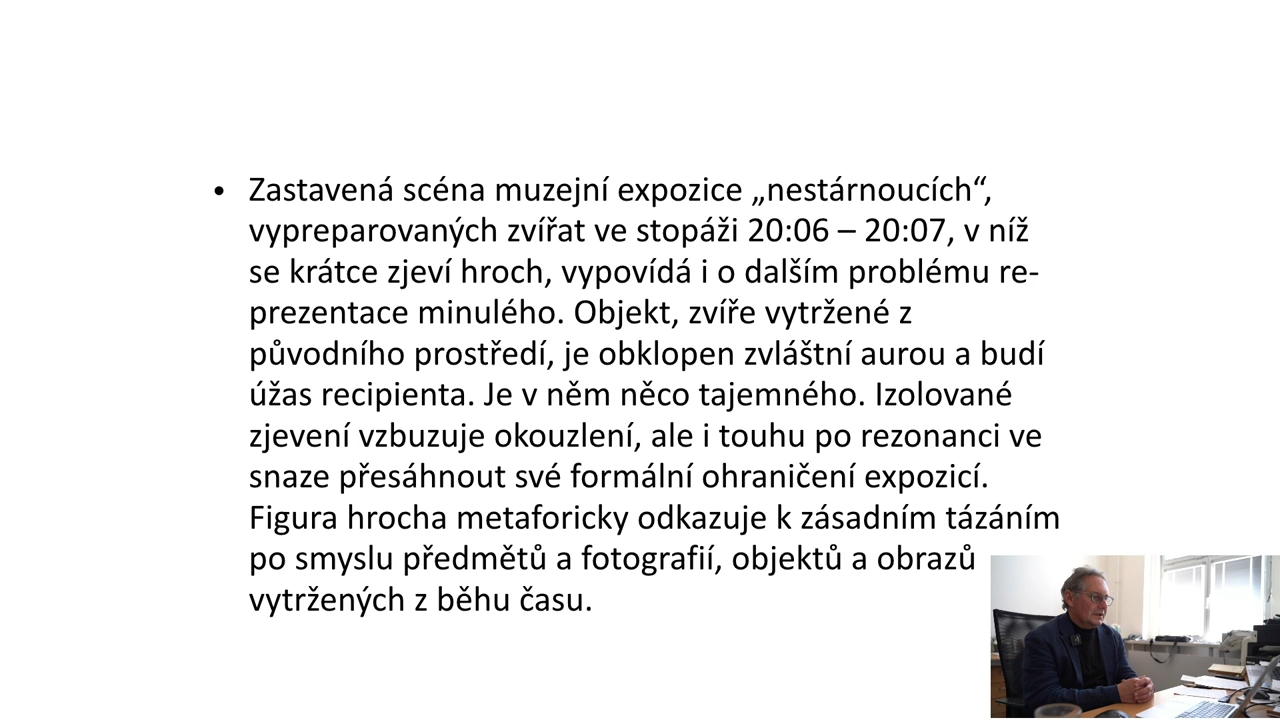 • Zastavená scéna muzejní expozice „nestárnoucích“,
vypreparovaných zvířat ve stopáži 20:06 – 20:07, v níž
se krátce zjeví hroch, vypovídá i o dalším problému re-
prezentace minulého. Objekt, zvíře vytržené z
původního prostředí, je obklopen zvláštní aurou a budí
úžas recipienta. Je v něm něco tajemného. Izolované
zjevení vzbuzuje okouzlení, ale i touhu po rezonanci ve
snaze přesáhnout své formální ohraničení expozicí.
Figura hrocha metaforicky odkazuje k zásadním tázáním
po smyslu předmětů a fotografií, objektů a obrazů
vytržených z běhu času.